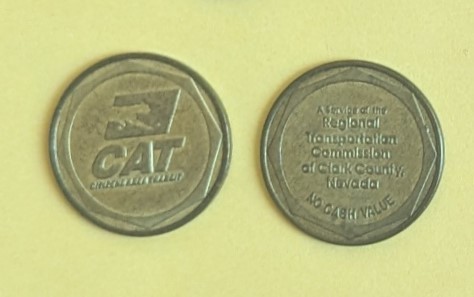 CAT
A Service of the
Regional
Transportation
Commission
of Clark County,
Nevada
NO CASH VALUE